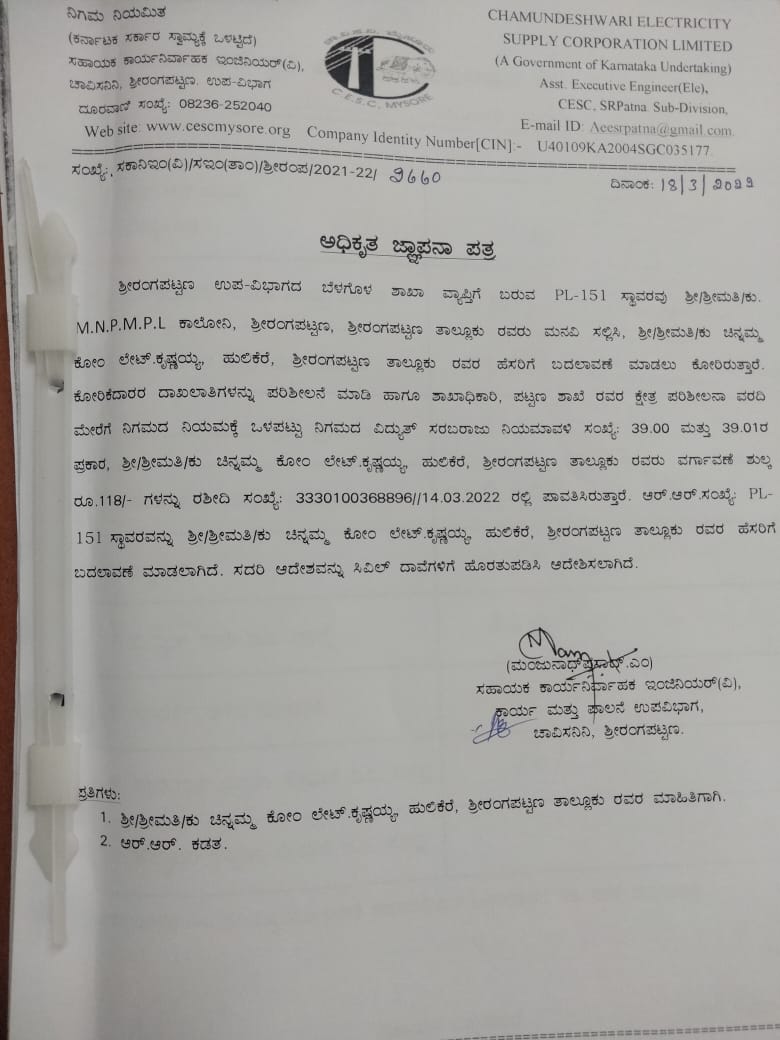 ನಿಗಮ ನಿಯಮಿತ
(ಕರ್ನಾಟಕ ಸರ್ಕಾರ ಸ್ವಾಮ್ಯಕ್ಕೆ ಒಳಟ್ಟಿದೆ)
ಸಹಾಯಕ ಕಾರ್ಯನಿರ್ವಾಹಕ ಇಂಜಿನಿಯರ್(ವಿ),
ಚಾವಿಸನಿನಿ, ಶ್ರೀರಂಗಪಟ್ಟಣ. ಉಪ-ವಿಭಾಗ
ದೂರವಾಣಿ ಸಂಖ್ಯೆ: 08236-252040
C.E.S.C, MYSORE
CHAMUNDESHWARI ELECTRICITY
SUPPLY CORPORATION LIMITED
(A Government of Karnataka Undertaking)
Asst. Executive Engineer(Ele),
CESC, SRPatna Sub-Division,
E-mail ID: Aeesrpatna@gmail.com.
Web site: www.cescmysore.org Company Identity Number[CIN]:- U40109KA2004SGC035177.
ಸಂಖ್ಯೆ:, ಸಕಾನಿಇಂ(ವಿ)/ಸಇಂ(ತಾಂ)/ಶ್ರೀರಂಪ/2021-22/ 9660
ದಿನಾಂಕ: 18/3/2022
ಅಧಿಕೃತ ಜ್ಞಾಪನಾ ಪತ್ರ
ಶ್ರೀರಂಗಪಟ್ಟಣ ಉಪ-ವಿಭಾಗದ ಬೆಳಗೊಳ ಶಾಖಾ ವ್ಯಾಪ್ತಿಗೆ ಬರುವ PL-151 ಸ್ಥಾವರವು ಶ್ರೀ/ಶ್ರೀಮತಿ/ಕು.
M.N.P.M.P.L ಕಾಲೋನಿ, ಶ್ರೀರಂಗಪಟ್ಟಣ, ಶ್ರೀರಂಗಪಟ್ಟಣ ತಾಲ್ಲೂಕು ರವರು ಮನವಿ ಸಲ್ಲಿಸಿ, ಶ್ರೀ/ಶ್ರೀಮತಿ/ಕು ಚಿನ್ನಮ್ಮ
ಕೋಂ ಲೇಟ್.ಕೃಷ್ಣಯ್ಯ, ಹುಲಿಕೆರೆ, ಶ್ರೀರಂಗಪಟ್ಟಣ ತಾಲ್ಲೂಕು ರವರ ಹೆಸರಿಗೆ ಬದಲಾವಣೆ ಮಾಡಲು ಕೋರಿರುತ್ತಾರೆ.
ಕೋರಿಕೆದಾರರ ದಾಖಲಾತಿಗಳನ್ನು ಪರಿಶೀಲನೆ ಮಾಡಿ ಹಾಗೂ ಶಾಖಾಧಿಕಾರಿ, ಪಟ್ಟಣ ಶಾಖೆ ರವರ ಕ್ಷೇತ್ರ ಪರಿಶೀಲನಾ ವರದಿ
ಮೇರೆಗೆ ನಿಗಮದ ನಿಯಮಕ್ಕೆ ಒಳಪಟ್ಟು ನಿಗಮದ ವಿದ್ಯುತ್ ಸರಬರಾಜು ನಿಯಮಾವಳಿ ಸಂಖ್ಯೆ: 39.00 ಮತ್ತು 39.01ರ
ಪ್ರಕಾರ, ಶ್ರೀ/ಶ್ರೀಮತಿ/ಕು ಚಿನ್ನಮ್ಮ ಕೋಂ ಲೇಟ್.ಕೃಷ್ಣಯ್ಯ, ಹುಲಿಕೆರೆ, ಶ್ರೀರಂಗಪಟ್ಟಣ ತಾಲ್ಲೂಕು ರವರು ವರ್ಗಾವಣೆ ಶುಲ್ಕ
ರೂ.118/- ಗಳನ್ನು ರಶೀದಿ ಸಂಖ್ಯೆ: 3330100368896//14.03.2022 ರಲ್ಲಿ ಪಾವತಿಸಿರುತ್ತಾರೆ. ಆರ್.ಆರ್.ಸಂಖ್ಯೆ: PL-
151 ಸ್ಥಾವರವನ್ನು ಶ್ರೀ/ಶ್ರೀಮತಿ/ಕು ಚಿನ್ನಮ್ಮ ಕೋಂ ಲೇಟ್.ಕೃಷ್ಣಯ್ಯ, ಹುಲಿಕೆರೆ, ಶ್ರೀರಂಗಪಟ್ಟಣ ತಾಲ್ಲೂಕು ರವರ ಹೆಸರಿಗೆ
ಬದಲಾವಣೆ ಮಾಡಲಾಗಿದೆ. ಸದರಿ ಆದೇಶವನ್ನು ಸಿವಿಲ್ ದಾವೆಗಳಿಗೆ ಹೊರತುಪಡಿಸಿ ಆದೇಶಿಸಲಾಗಿದೆ.
(ಮಂಜುನಾಥ್‌ಪ್ರಸಾದ್.ಎಂ)
ಸಹಾಯಕ ಕಾರ್ಯನಿರ್ವಾಹಕ ಇಂಜಿನಿಯರ್(ವಿ),
ಕಾರ್ಯ ಮತ್ತು ಪಾಲನೆ ಉಪವಿಭಾಗ,
ಚಾವಿಸನಿನಿ, ಶ್ರೀರಂಗಪಟ್ಟಣ.
ಪ್ರತಿಗಳು:
1. ಶ್ರೀ/ಶ್ರೀಮತಿ/ಕು ಚಿನ್ನಮ್ಮ ಕೋಂ ಲೇಟ್.ಕೃಷ್ಣಯ್ಯ, ಹುಲಿಕೆರೆ, ಶ್ರೀರಂಗಪಟ್ಟಣ ತಾಲ್ಲೂಕು ರವರ ಮಾಹಿತಿಗಾಗಿ.
2. ಆರ್.ಆರ್. ಕಡತ.